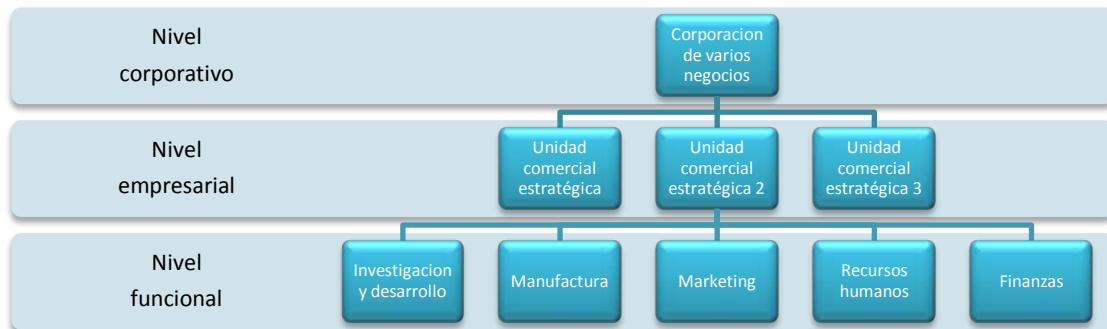 Nivel
corporativo
Corporacion
de varios
negocios
Nivel
empresarial
Unidad
comercial
estratégica
Unidad
comercial
estratégica 2
Unidad
comercial
estratégica 3
Nivel
funcional
Investigacion
y desarrollo
Manufactura
Marketing
Recursos
humanos
Finanzas